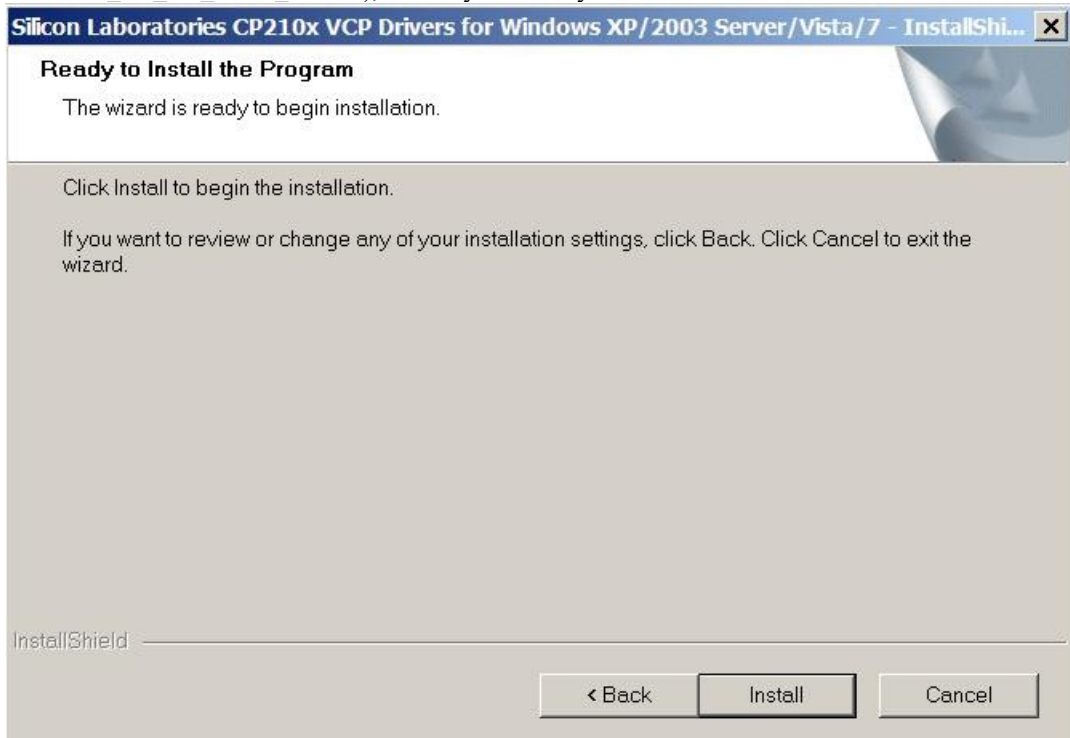 Silicon Laboratories CP210x VCP Drivers for Windows XP/2003 Server/Vista/7 - InstallShi...
Ready to Install the Program
The wizard is ready to begin installation.
Click Install to begin the installation.
If you want to review or change any of your installation settings, click Back. Click Cancel to exit the
wizard.
InstallShield
< Back Install Cancel